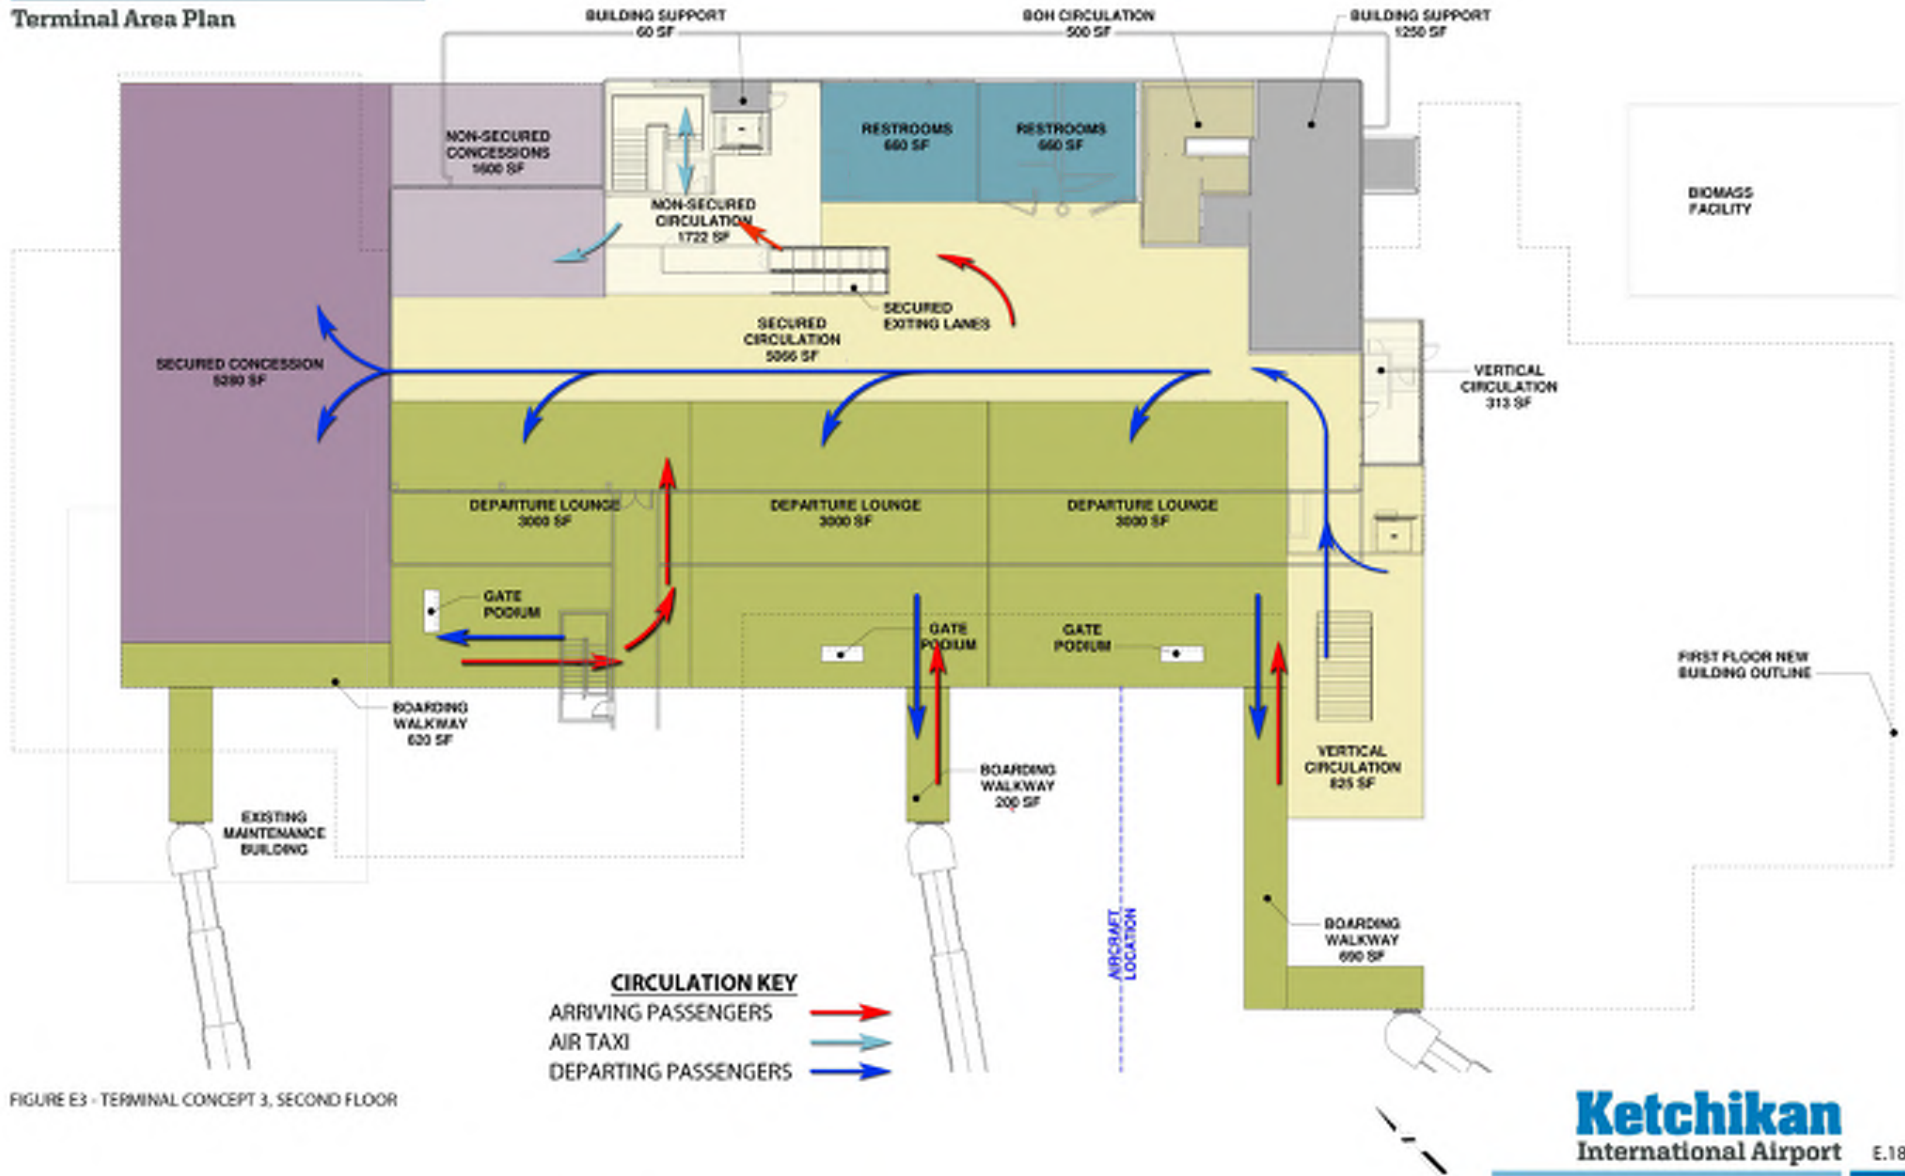 Terminal Area Plan
BUILDING SUPPORT
60 SF
BOH CIRCULATION
500 SF
BUILDING SUPPORT
1250 SF
NON-SECURED
CONCESSIONS
1600 SF
RESTROOMS
660 SF
RESTROOMS
660 SF
NON-SECURED
CIRCULATION
1722 SF
BIOMASS
FACILITY
SECURED
EXITING LANES
SECURED
CIRCULATION
5066 SF
SECURED CONCESSION
5280 SF
VERTICAL
CIRCULATION
313 SF
DEPARTURE LOUNGE
3000 SF
DEPARTURE LOUNGE
3000 SF
DEPARTURE LOUNGE
3000 SF
GATE
PODIUM
GATE
PODIUM
GATE
PODIUM
FIRST FLOOR NEW
BUILDING OUTLINE
BOARDING
WALKWAY
620 SF
BOARDING
WALKWAY
200 SF
VERTICAL
CIRCULATION
825 SF
EXISTING
MAINTENANCE
BUILDING
AIRCRAFT
LOCATION
BOARDING
WALKWAY
690 SF
CIRCULATION KEY
ARRIVING PASSENGERS
AIR TAXI
DEPARTING PASSENGERS
FIGURE E3 - TERMINAL CONCEPT 3, SECOND FLOOR
Ketchikan
International Airport
E.18